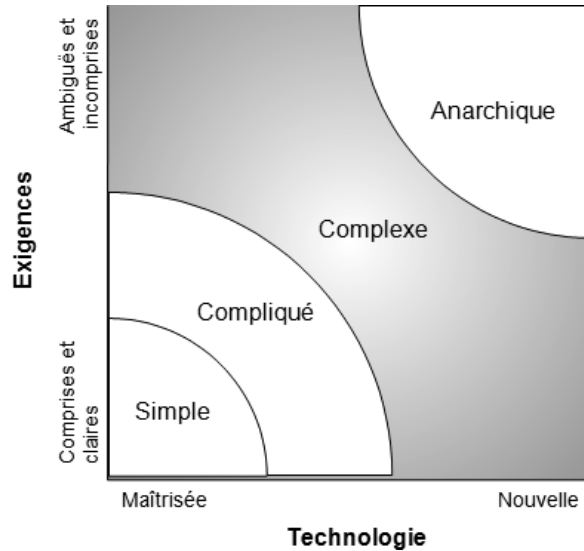 Ambiguës et
incomprises
Anarchique
Exigences
Complexe
Compliqué
Simple
Comprises et
claires
Maîtrisée
Nouvelle
Technologie